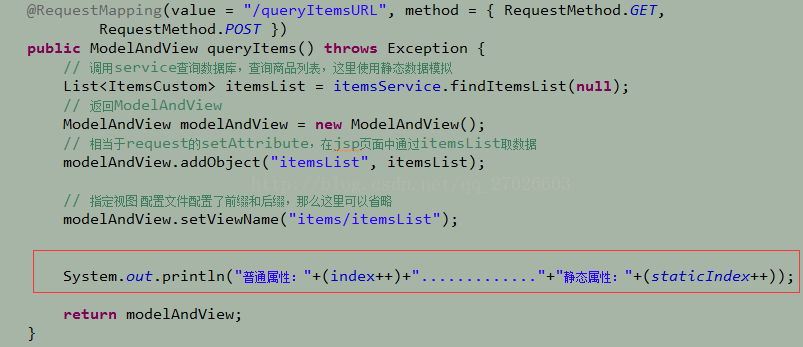 @RequestMapping(value = "/queryItemsURL", method = { RequestMethod.GET,
RequestMethod.POST })
public ModelAndView queryItems() throws Exception {
// 调用service查询数据库，查询商品列表，这里使用静态数据模拟
List<ItemsCustom> itemsList = itemsService.findItemsList(null);
// 返回ModelAndView
ModelAndView modelAndView = new ModelAndView();
// 相当于request的setAttribute，在jsp页面中通过itemsList取数据
modelAndView.addObject("itemsList", itemsList);
// 指定视图 配置文件配置了前缀和后缀，那么这里可以省略
modelAndView.setViewName("items/itemsList");
System.out.println("普通属性："+(index++)+"............."+"静态属性："+(staticIndex++));
return modelAndView;
}